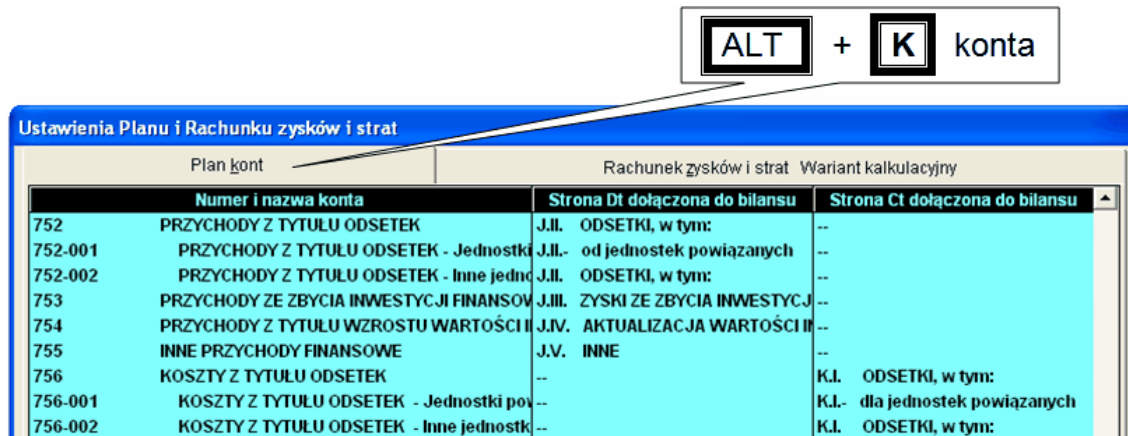 ALT + K konta
Ustawienia Planu i Rachunku zysków i strat
Plan kont Rachunek zysków i strat Wariant kalkulacyjny
Numer i nazwa konta Strona Dt dołączona do bilansu Strona Ct dołączona do bilansu
752 PRZYCHODY Z TYTUŁU ODSETEK J.II. ODSETKI, w tym: --
752-001 PRZYCHODY Z TYTUŁU ODSETEK - Jednostki J.II.- od jednostek powiązanych --
752-002 PRZYCHODY Z TYTUŁU ODSETEK - Inne jedno J.II. ODSETKI, w tym: --
753 PRZYCHODY ZE ZBYCIA INWESTYCJI FINANSOW J.III. ZYSKI ZE ZBYCIA INWESTYCJ --
754 PRZYCHODY Z TYTUŁU WZROSTU WARTOŚCI I J.IV. AKTUALIZACJA WARTOŚCI I --
755 INNE PRZYCHODY FINANSOWE J.V. INNE --
756 KOSZTY Z TYTUŁU ODSETEK -- K.I. ODSETKI, w tym:
756-001 KOSZTY Z TYTUŁU ODSETEK - Jednostki pow -- K.I.- dla jednostek powiązanych
756-002 KOSZTY Z TYTUŁU ODSETEK - Inne jednostk -- K.I. ODSETKI, w tym: